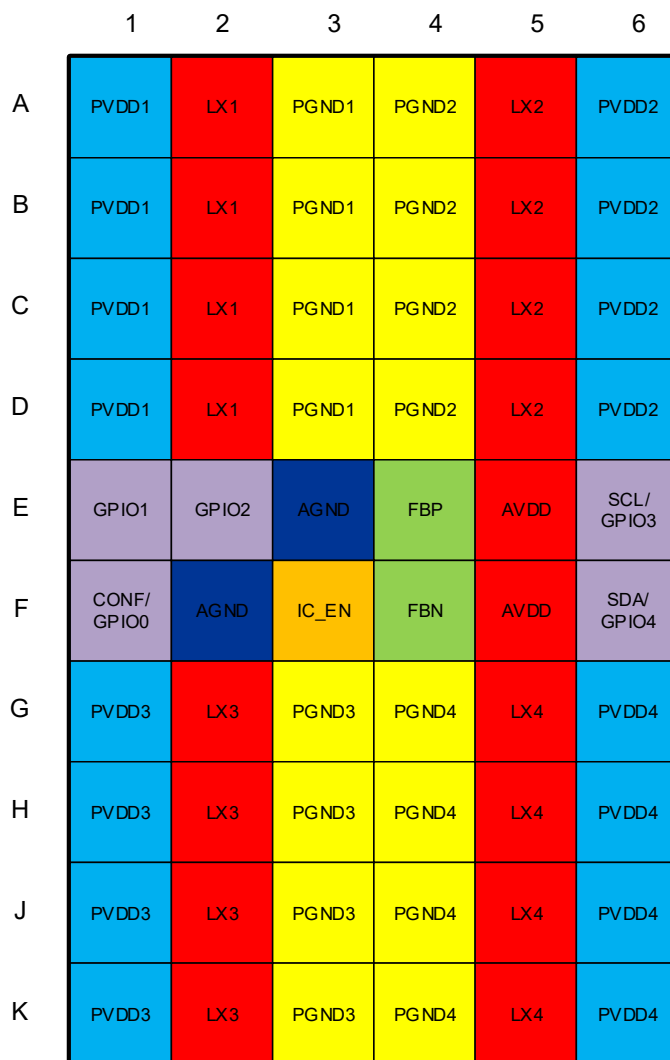 1 2 3 4 5 6
A PVDD1 LX1 PGND1 PGND2 LX2 PVDD2
B PVDD1 LX1 PGND1 PGND2 LX2 PVDD2
C PVDD1 LX1 PGND1 PGND2 LX2 PVDD2
D PVDD1 LX1 PGND1 PGND2 LX2 PVDD2
E GPIO1 GPIO2 AGND FBP AVDD SCL/
GPIO3
F CONF/
GPIO0 AGND IC_EN FBN AVDD SDA/
GPIO4
G PVDD3 LX3 PGND3 PGND4 LX4 PVDD4
H PVDD3 LX3 PGND3 PGND4 LX4 PVDD4
J PVDD3 LX3 PGND3 PGND4 LX4 PVDD4
K PVDD3 LX3 PGND3 PGND4 LX4 PVDD4